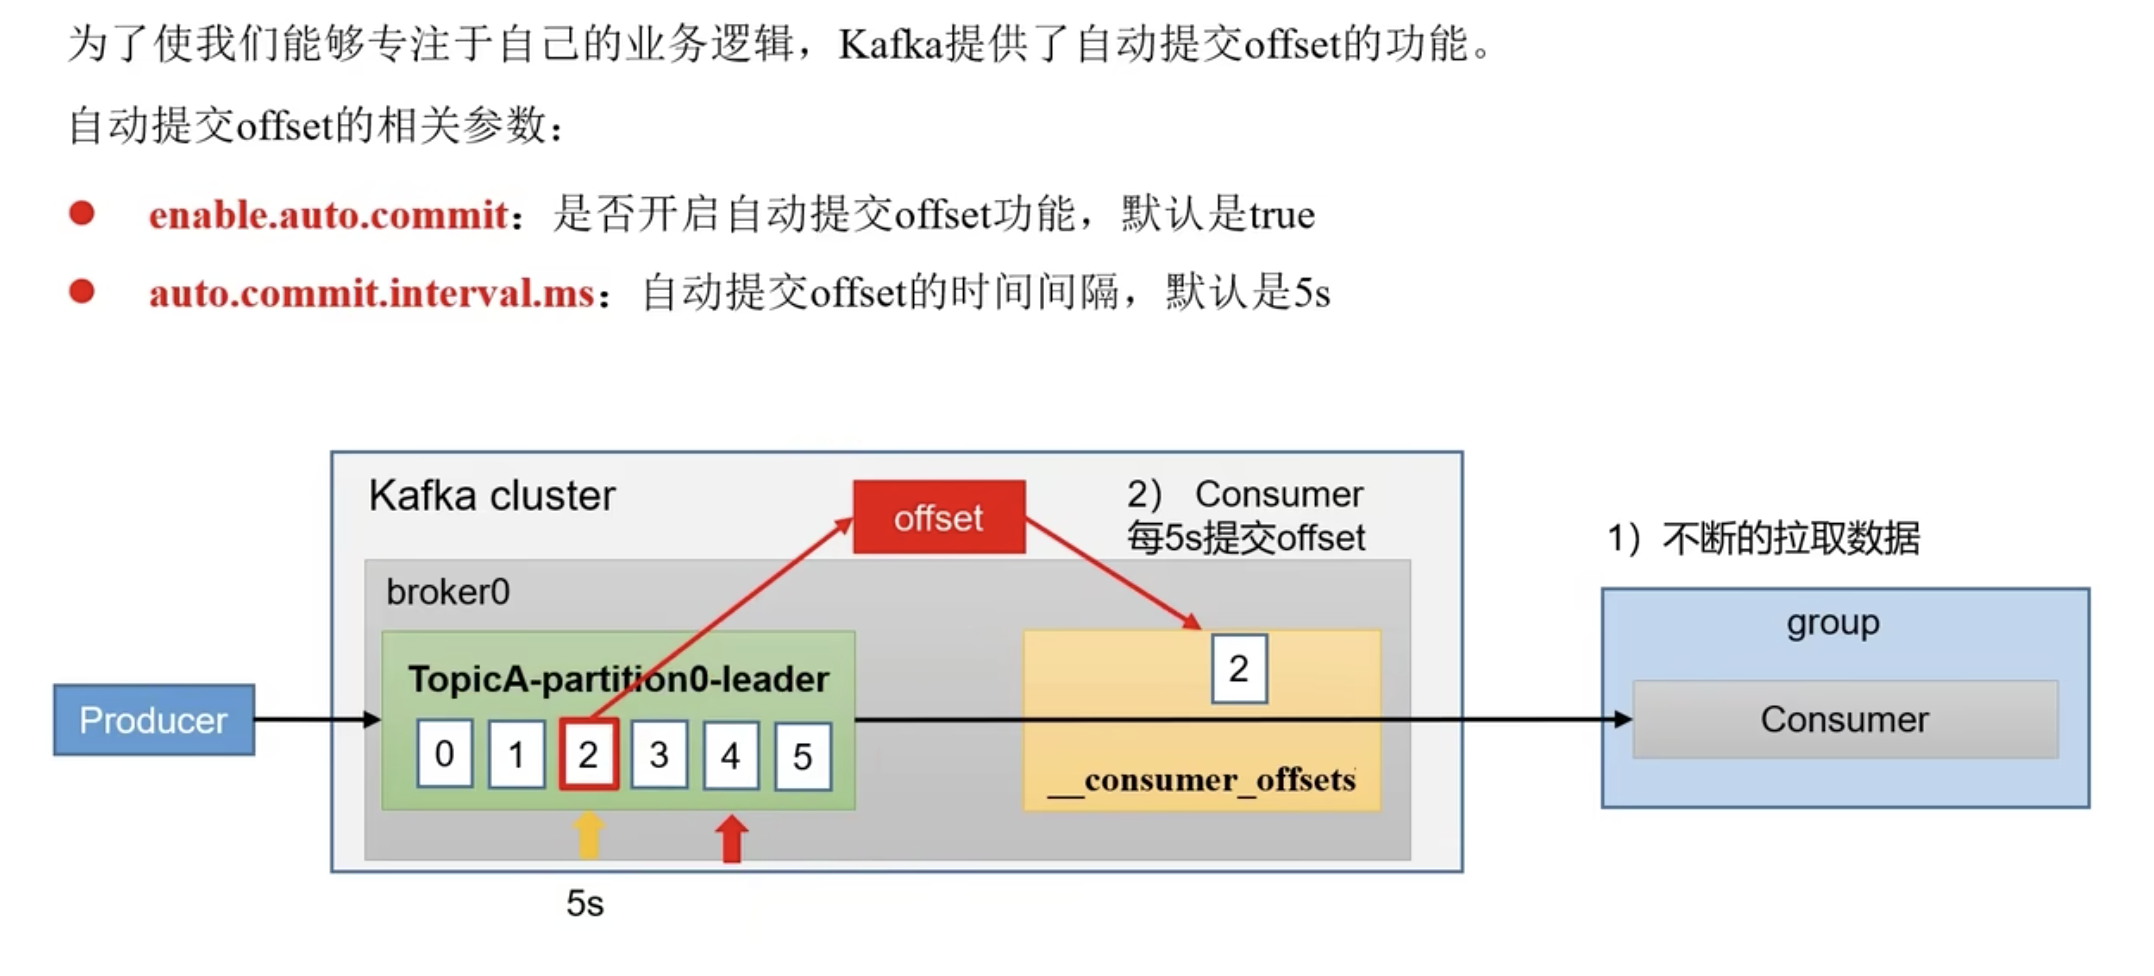 为了使我们能够专注于自己的业务逻辑，Kafka提供了自动提交offset的功能。
自动提交offset的相关参数：
enable.auto.commit：是否开启自动提交offset功能，默认是true
auto.commit.interval.ms：自动提交offset的时间间隔，默认是5s
Kafka cluster
offset
2） Consumer
每5s提交offset
1）不断的拉取数据
broker0
group
TopicA-partition0-leader
2
Producer
Consumer
0 1 2 3 4 5
__consumer_offsets
5s